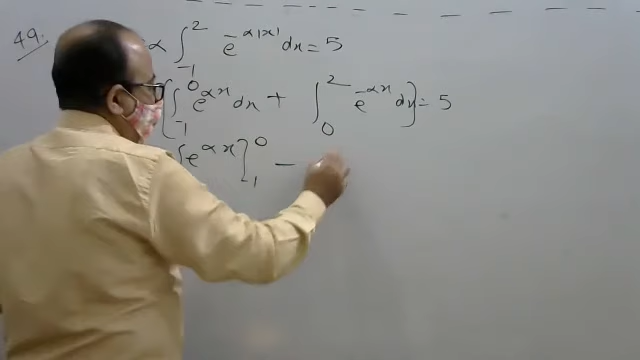 49.
α ∫_{-1}^{2} e^{-α|x|} dx = 5
[∫_{-1}^{0} e^{αx} dx + ∫_{0}^{2} e^{-αx} dx] = 5
[e^{αx}]_{-1}^{0} -